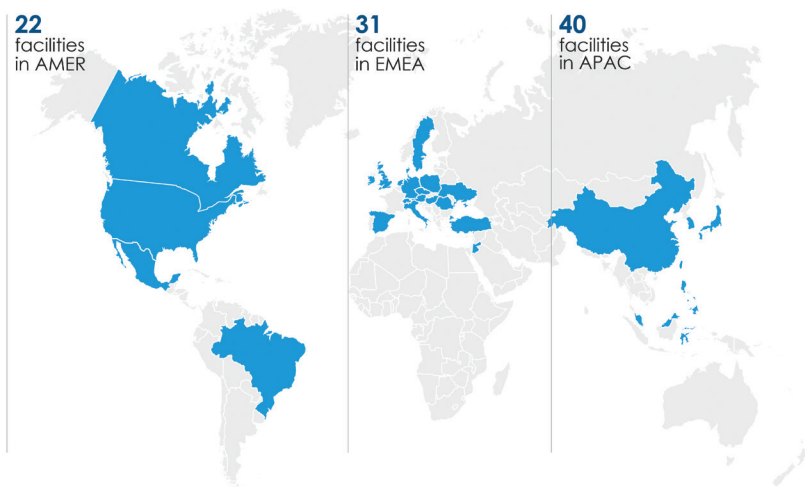 22
facilities
in AMER
31
facilities
in EMEA
40
facilities
in APAC